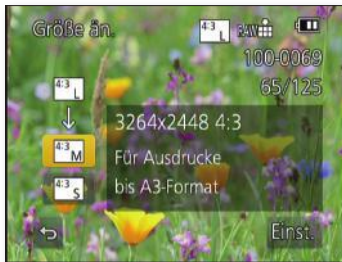 Größe än.
4:3 L
RAW
100-0069
65/125
4:3 L
3264x2448 4:3
4:3 M
Für Ausdrucke
4:3 S
bis A3-Format
Einst.